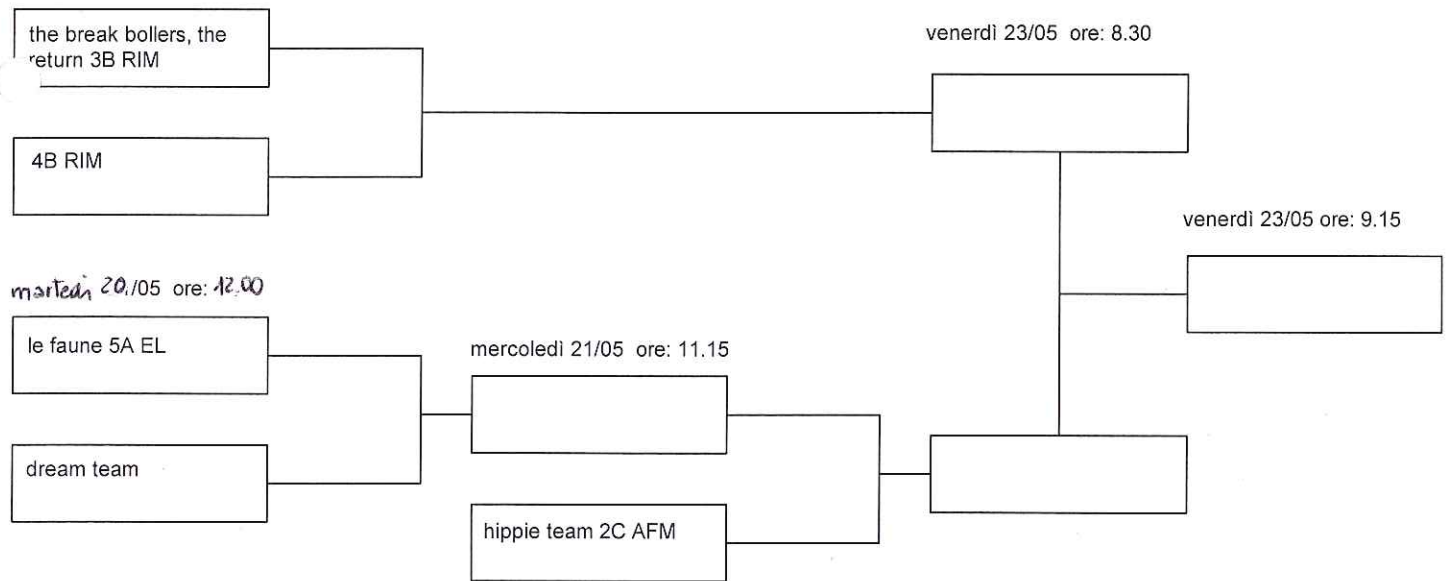 the break bollers, the
return 3B RIM
venerdì 23/05 ore: 8.30
4B RIM
venerdì 23/05 ore: 9.15
martedì 20/05 ore: 12.00
le faune 5A EL
mercoledì 21/05 ore: 11.15
dream team
hippie team 2C AFM